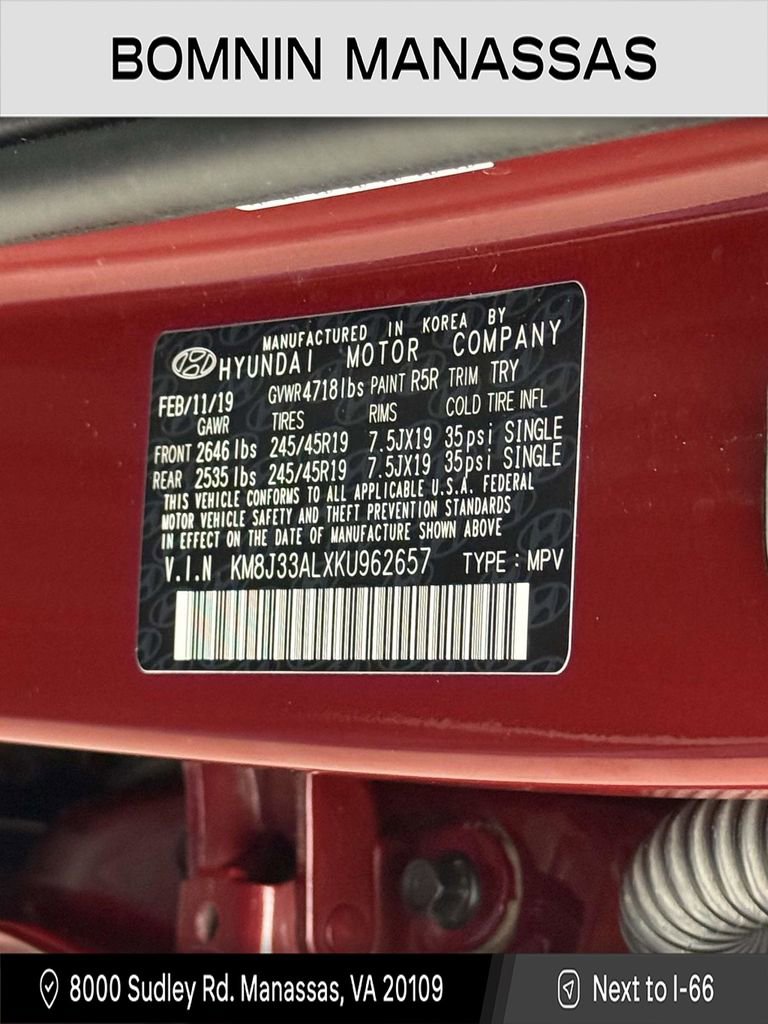 BOMNIN MANASSAS
MANUFACTURED IN KOREA BY
HYUNDAI MOTOR COMPANY
FEB/11/19 GVWR4718lbs PAINT R5R TRIM TRY
GAWR TIRES RIMS COLD TIRE INFL
FRONT 2646 lbs 245/45R19 7.5JX19 35psi SINGLE
REAR 2535 lbs 245/45R19 7.5JX19 35psi SINGLE
THIS VEHICLE CONFORMS TO ALL APPLICABLE U.S.A. FEDERAL
MOTOR VEHICLE SAFETY AND THEFT PREVENTION STANDARDS
IN EFFECT ON THE DATE OF MANUFACTURE SHOWN ABOVE
V.I.N KM8J33ALXKU962657 TYPE : MPV
8000 Sudley Rd. Manassas, VA 20109 Next to I-66